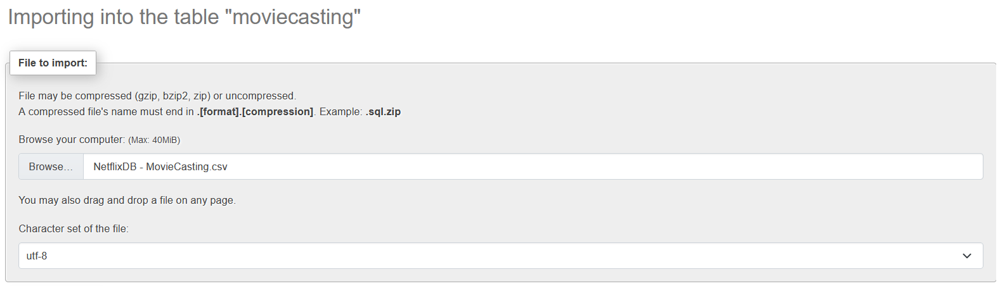 Importing into the table "moviecasting"
File to import:
File may be compressed (gzip, bzip2, zip) or uncompressed.
A compressed file's name must end in .[format].[compression]. Example: .sql.zip
Browse your computer: (Max: 40MiB)
Browse... NetflixDB - MovieCasting.csv
You may also drag and drop a file on any page.
Character set of the file:
utf-8